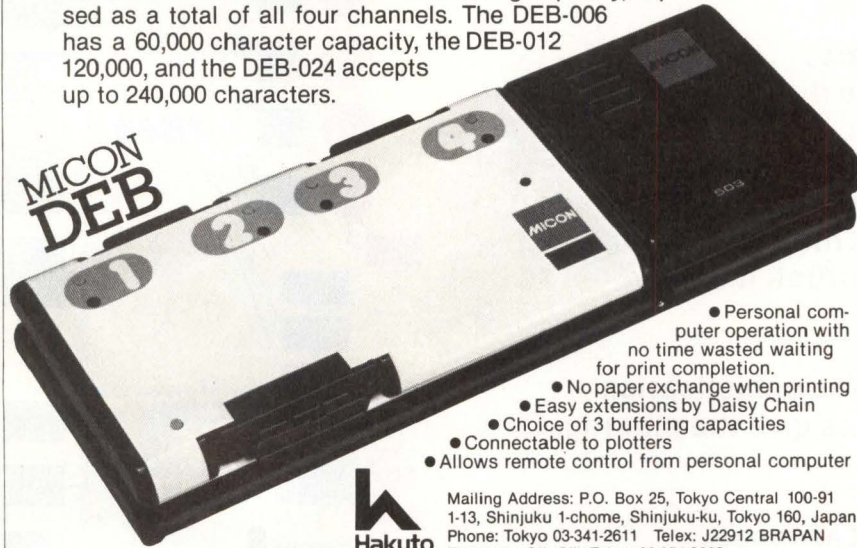 sed as a total of all four channels. The DEB-006
has a 60,000 character capacity, the DEB-012
120,000, and the DEB-024 accepts
up to 240,000 characters.
MICON
DEB
1
2
3
4
MICON
503
MICON
● Personal com-
puter operation with
no time wasted waiting
for print completion.
● No paper exchange when printing
● Easy extensions by Daisy Chain
● Choice of 3 buffering capacities
● Connectable to plotters
● Allows remote control from personal computer
Hakuto
Mailing Address: P.O. Box 25, Tokyo Central 100-91
1-13, Shinjuku 1-chome, Shinjuku-ku, Tokyo 160, Japan
Phone: Tokyo 03-341-2611 Telex: J22912 BRAPAN